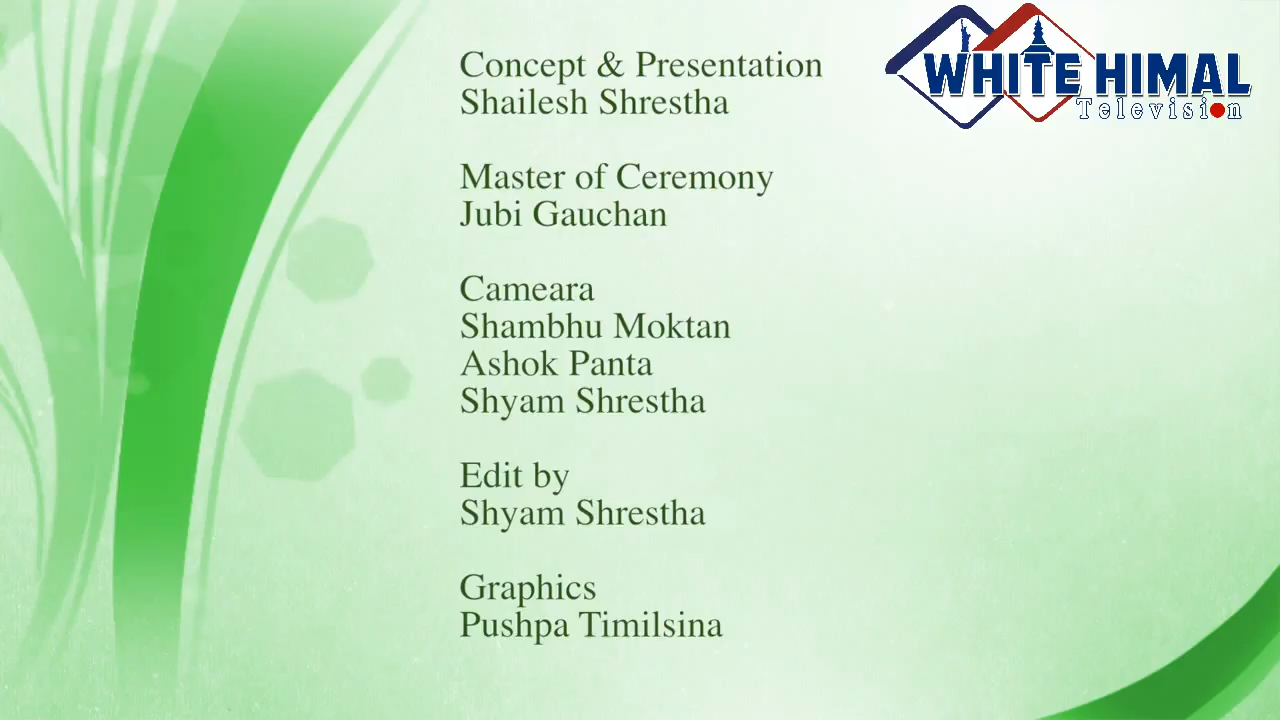 Concept & Presentation
Shailesh Shrestha
Master of Ceremony
Jubi Gauchan
Cameara
Shambhu Moktan
Ashok Panta
Shyam Shrestha
Edit by
Shyam Shrestha
Graphics
Pushpa Timilsina
WHITE HIMAL
Television